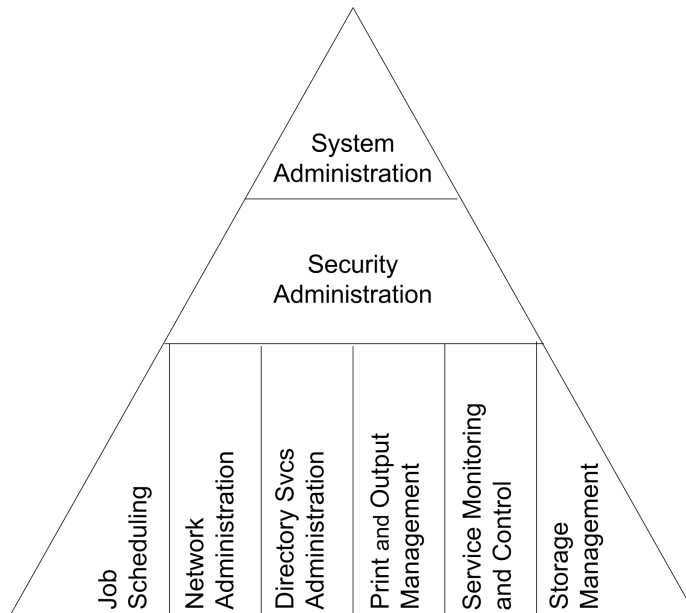 System
Administration
Security
Administration
Job
Scheduling
Network
Administration
Directory Svcs
Administration
Print and Output
Management
Service Monitoring
and Control
Storage
Management